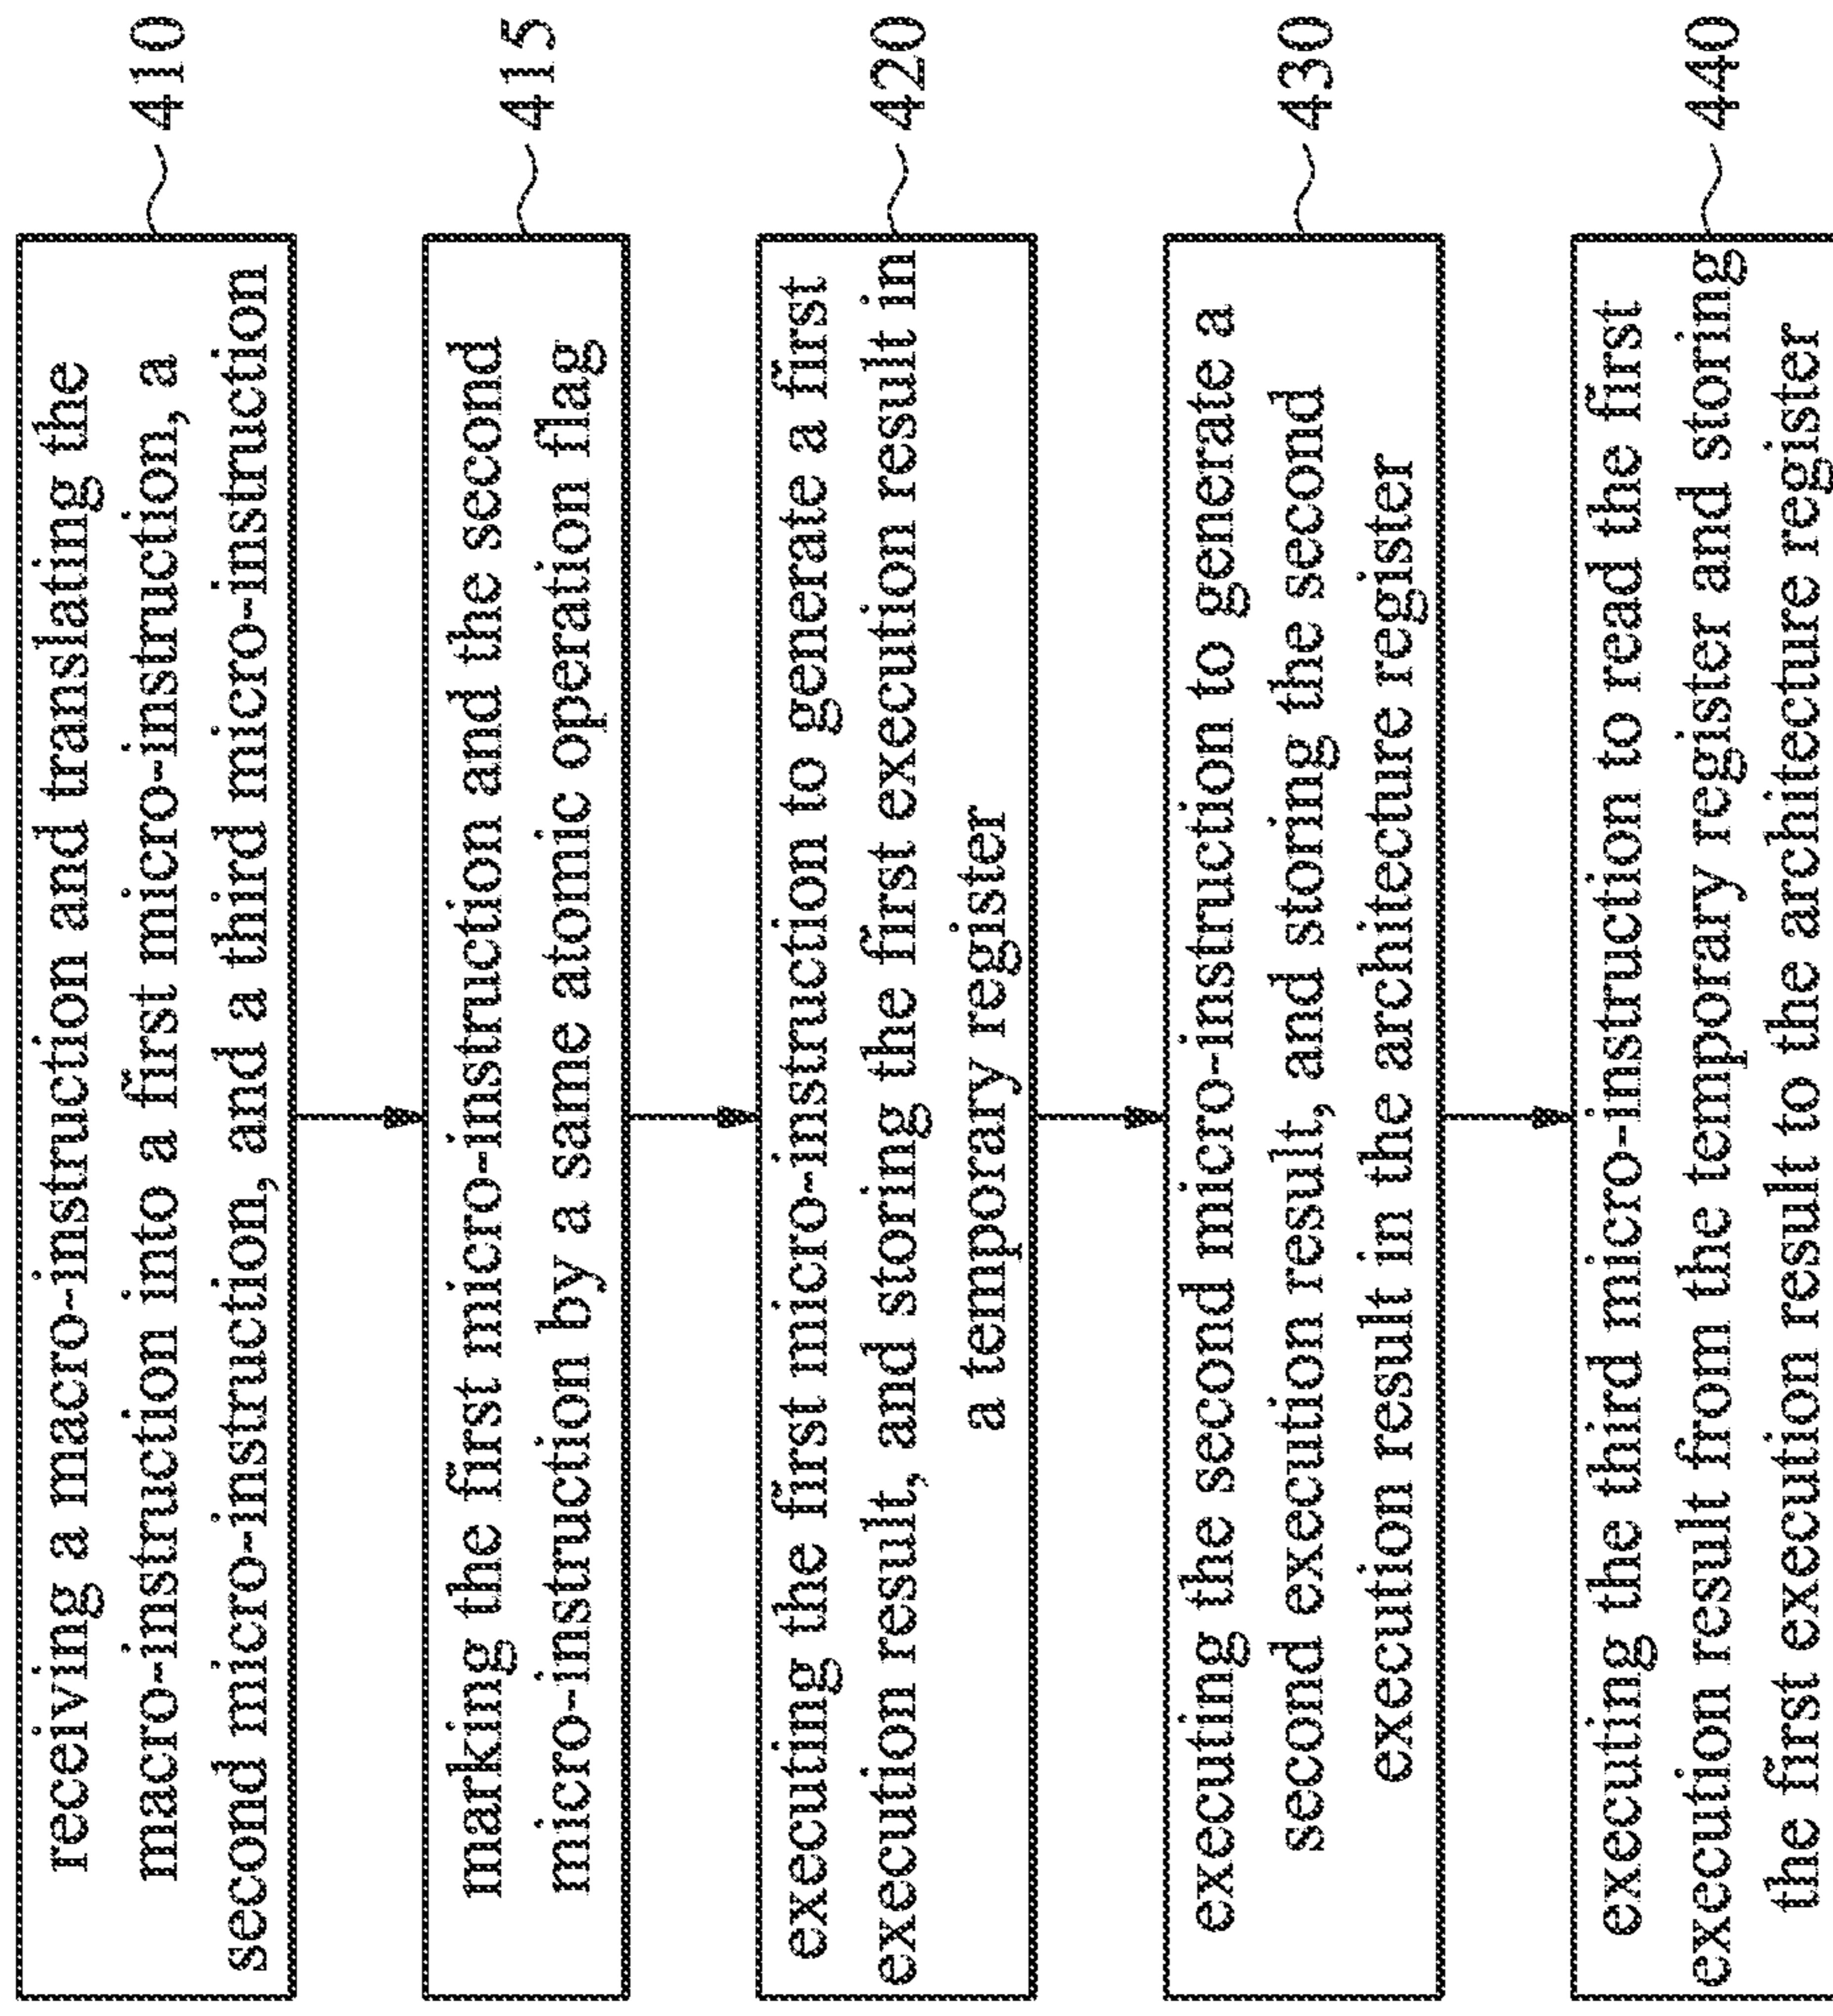 receiving a macro-instruction and translating the
macro-instruction into a first micro-instruction, a
second micro-instruction, and a third micro-instruction
410
marking the first micro-instruction and the second
micro-instruction by a same atomic operation flag
415
executing the first micro-instruction to generate a first
execution result, and storing the first execution result in
a temporary register
420
executing the second micro-instruction to generate a
second execution result, and storing the second
execution result in the architecture register
430
executing the third micro-instruction to read the first
execution result from the temporary register and storing
the first execution result to the architecture register
440